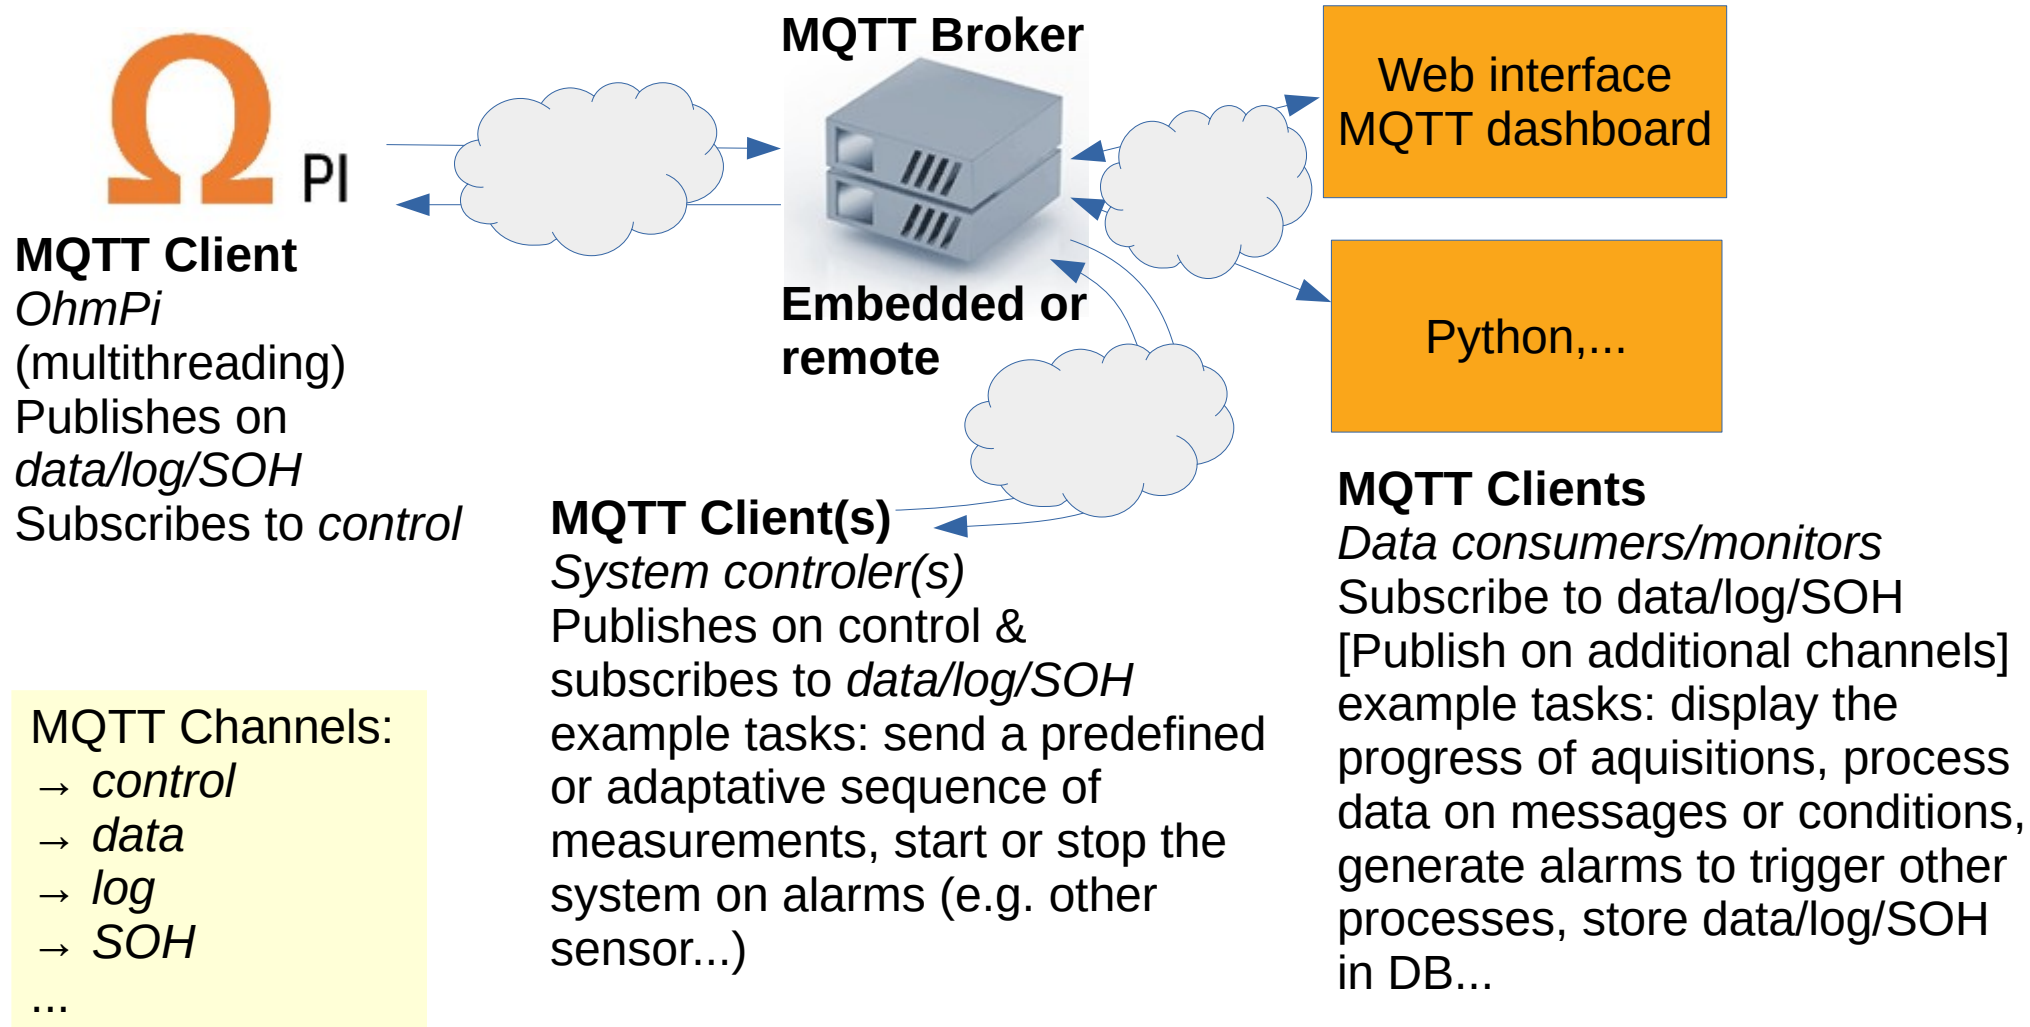 Ω PI
MQTT Client
OhmPi
(multithreading)
Publishes on
data/log/SOH
Subscribes to control
MQTT Channels:
→ control
→ data
→ log
→ SOH
...
MQTT Broker
Embedded or
remote
MQTT Client(s)
System controler(s)
Publishes on control &
subscribes to data/log/SOH
example tasks: send a predefined
or adaptative sequence of
measurements, start or stop the
system on alarms (e.g. other
sensor...)
Web interface
MQTT dashboard
Python,...
MQTT Clients
Data consumers/monitors
Subscribe to data/log/SOH
[Publish on additional channels]
example tasks: display the
progress of aquisitions, process
data on messages or conditions,
generate alarms to trigger other
processes, store data/log/SOH
in DB...